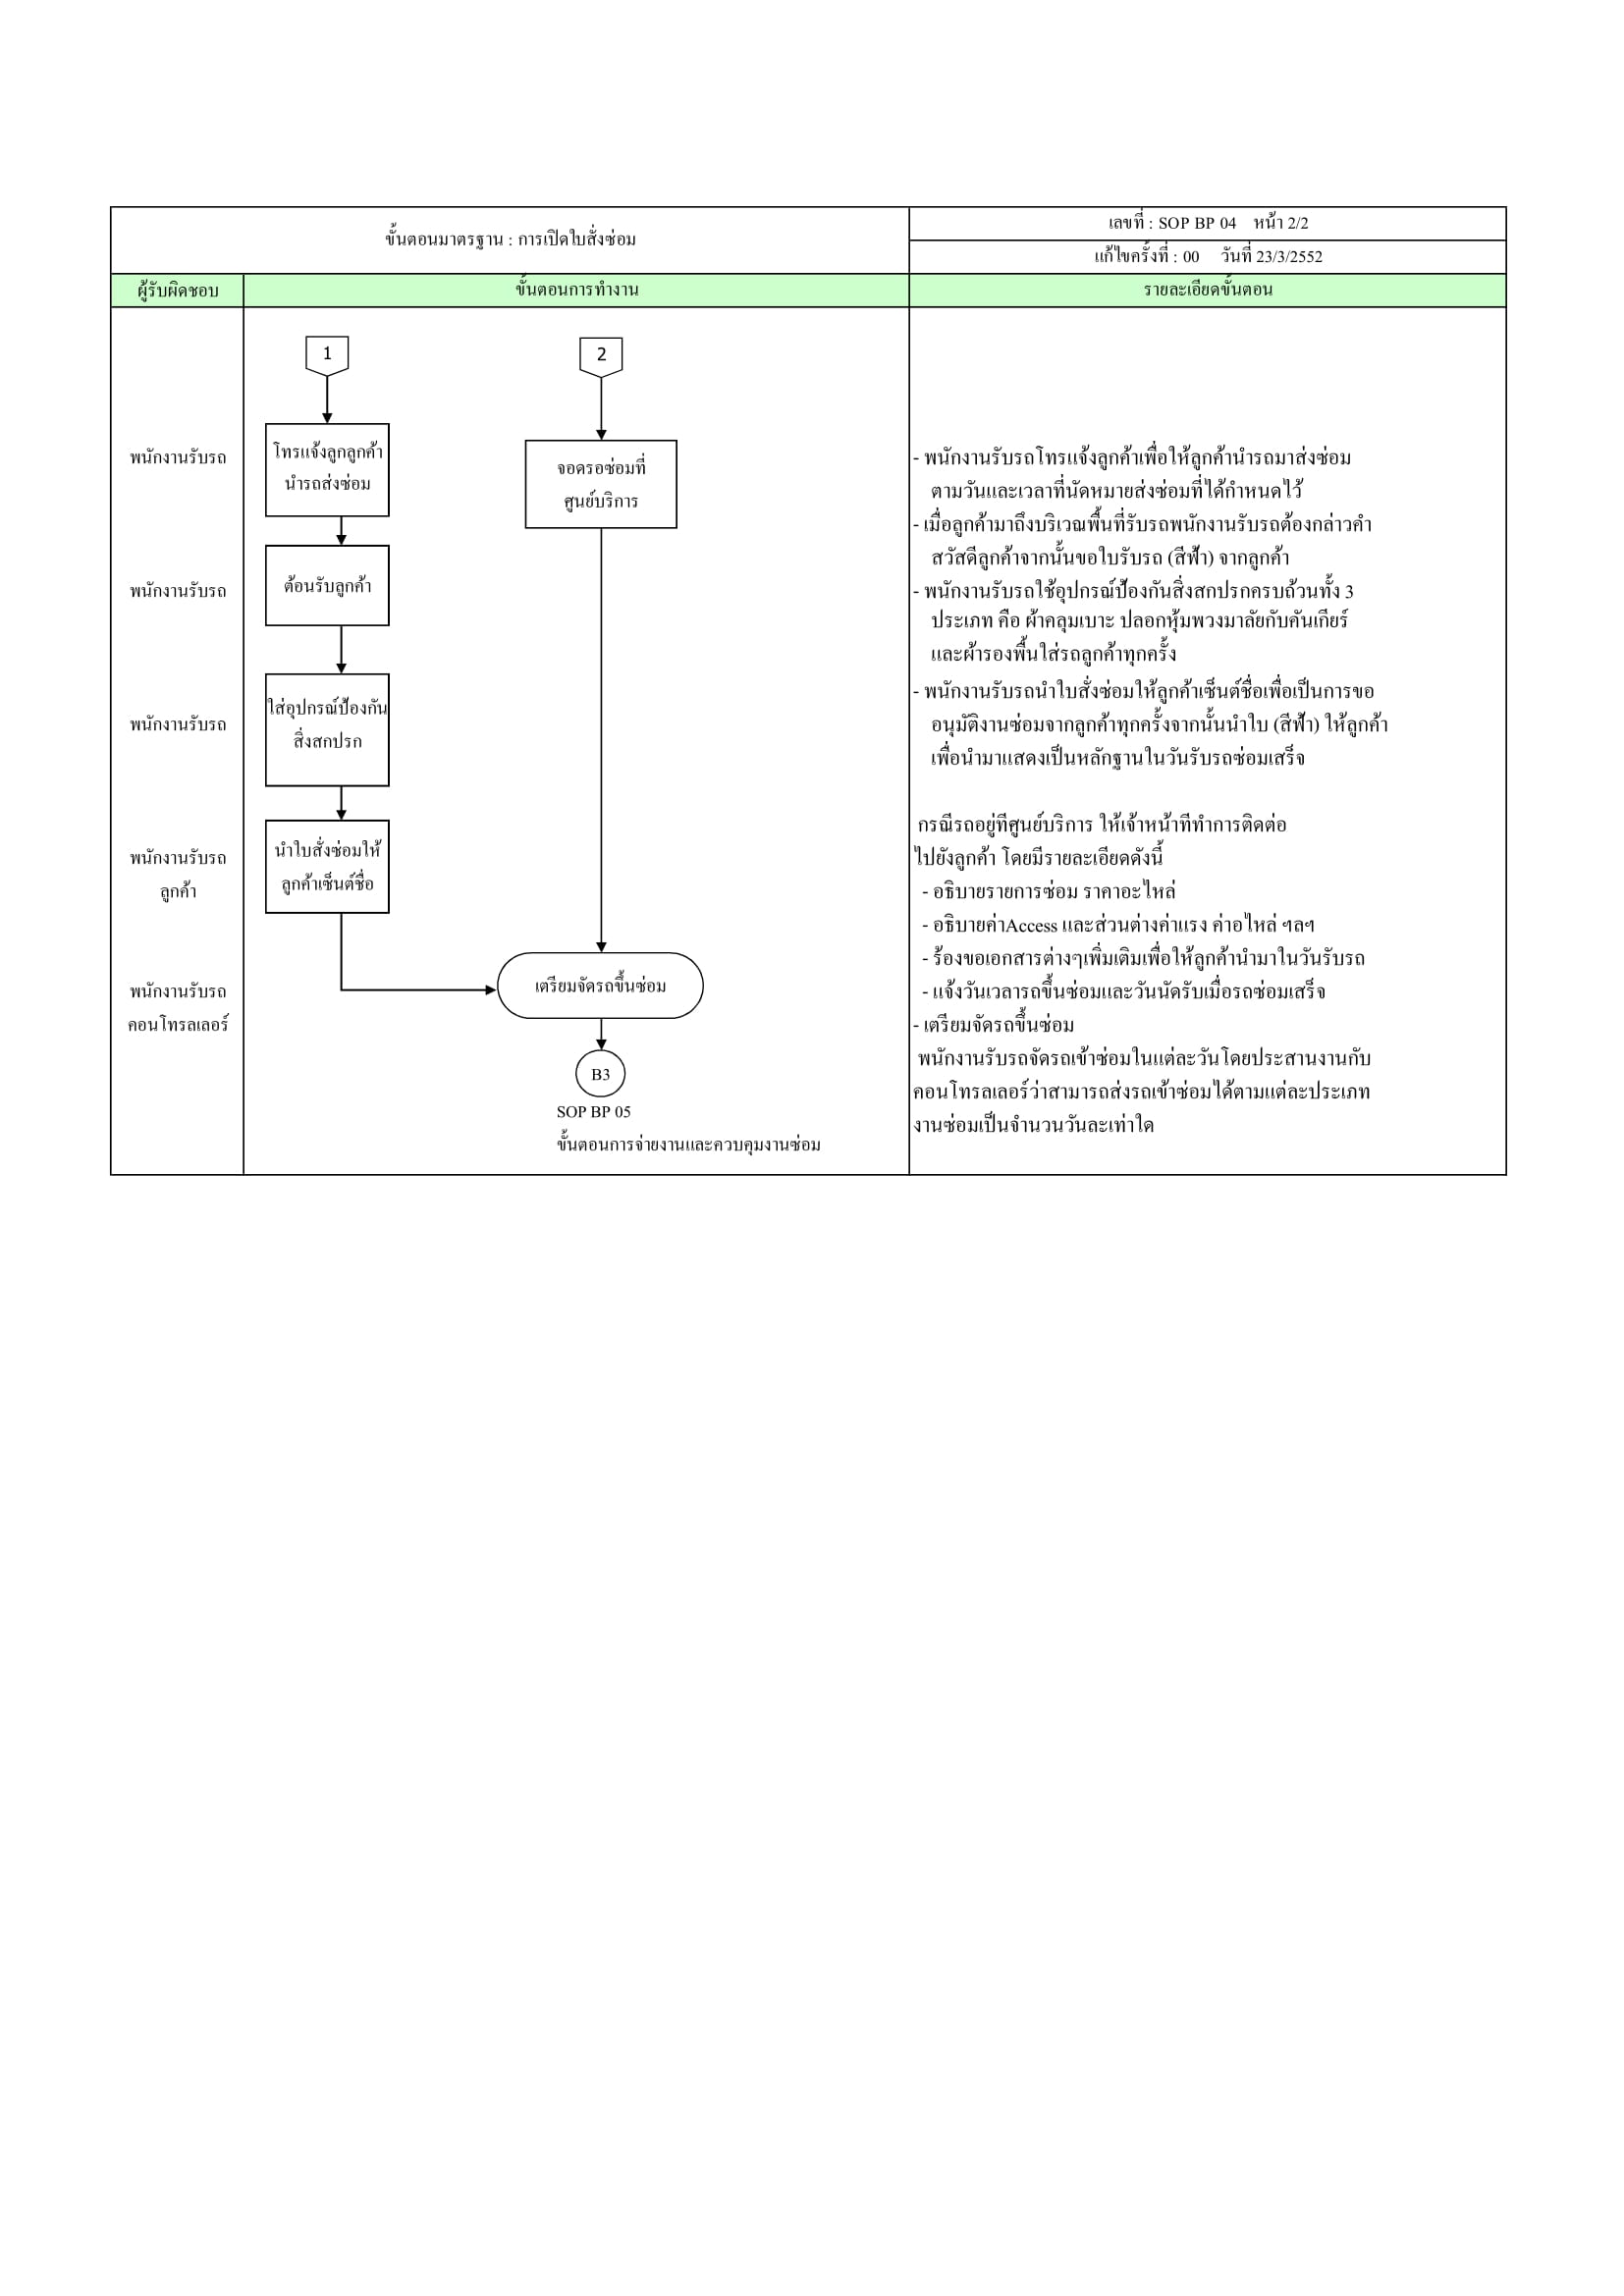 ขั้นตอนมาตรฐาน : การเปิดใบสั่งซ่อม
เลขที่ : SOP BP 04 หน้า 2/2
แก้ไขครั้งที่ : 00 วันที่ 23/3/2552
ผู้รับผิดชอบ
ขั้นตอนการทำงาน
รายละเอียดขั้นตอน
พนักงานรับรถ
พนักงานรับรถ
พนักงานรับรถ
พนักงานรับรถ
ลูกค้า
พนักงานรับรถ
คอนโทรลเลอร์
1
โทรแจ้งลูกลูกค้า
นำรถส่งซ่อม
ต้อนรับลูกค้า
ใส่อุปกรณ์ป้องกัน
สิ่งสกปรก
นำใบสั่งซ่อมให้
ลูกค้าเซ็นต์ชื่อ
2
จอดรอซ่อมที่
ศูนย์บริการ
เตรียมจัดรถขึ้นซ่อม
B3
SOP BP 05
ขั้นตอนการจ่ายงานและควบคุมงานซ่อม
- พนักงานรับรถโทรแจ้งลูกค้าเพื่อให้ลูกค้านำรถมาส่งซ่อม
ตามวันและเวลาที่นัดหมายส่งซ่อมที่ได้กำหนดไว้
- เมื่อลูกค้ามาถึงบริเวณพื้นที่รับรถพนักงานรับรถต้องกล่าวคำ
สวัสดีลูกค้าจากนั้นขอใบรับรถ (สีฟ้า) จากลูกค้า
- พนักงานรับรถใช้อุปกรณ์ป้องกันสิ่งสกปรกครบถ้วนทั้ง 3
ประเภท คือ ผ้าคลุมเบาะ ปลอกหุ้มพวงมาลัยกับคันเกียร์
และผ้ารองพื้นใส่รถลูกค้าทุกครั้ง
- พนักงานรับรถนำใบสั่งซ่อมให้ลูกค้าเซ็นต์ชื่อเพื่อเป็นการขอ
อนุมัติงานซ่อมจากลูกค้าทุกครั้งจากนั้นนำใบ (สีฟ้า) ให้ลูกค้า
เพื่อนำมาแสดงเป็นหลักฐานในวันรับรถซ่อมเสร็จ
กรณีรถอยู่ทีศูนย์บริการ ให้เจ้าหน้าทีทำการติดต่อ
ไปยังลูกค้า โดยมีรายละเอียดดังนี้
- อธิบายรายการซ่อม ราคาอะไหล่
- อธิบายค่าAccess และส่วนต่างค่าแรง ค่าอไหล่ ฯลฯ
- ร้องขอเอกสารต่างๆเพิ่มเติมเพื่อให้ลูกค้านำมาในวันรับรถ
- แจ้งวันเวลารถขึ้นซ่อมและวันนัดรับเมื่อรถซ่อมเสร็จ
- เตรียมจัดรถขึ้นซ่อม
พนักงานรับรถจัดรถเข้าซ่อมในแต่ละวันโดยประสานงานกับ
คอนโทรลเลอร์ว่าสามารถส่งรถเข้าซ่อมได้ตามแต่ละประเภท
งานซ่อมเป็นจำนวนวันละเท่าใด